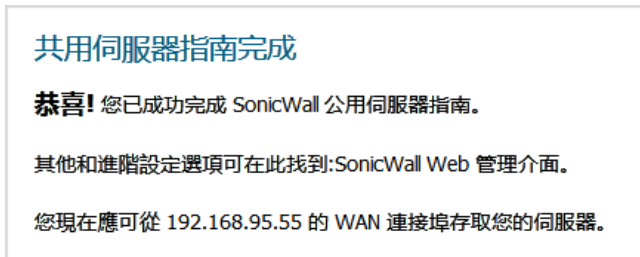 共用伺服器指南完成
恭喜! 您已成功完成 SonicWall 公用伺服器指南。
其他和進階設定選項可在此找到:SonicWall Web 管理介面。
您現在應可從 192.168.95.55 的 WAN 連接埠存取您的伺服器。